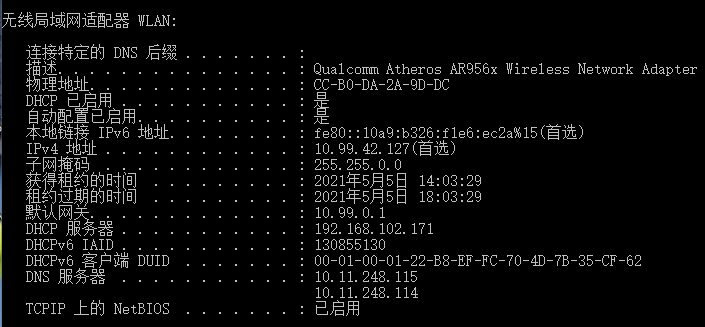 无线局域网适配器 WLAN:
连接特定的 DNS 后缀 . . . . . . . :
描述. . . . . . . . . . . . . . . : Qualcomm Atheros AR956x Wireless Network Adapter
物理地址. . . . . . . . . . . . . : CC-B0-DA-2A-9D-DC
DHCP 已启用 . . . . . . . . . . . : 是
自动配置已启用. . . . . . . . . . : 是
本地链接 IPv6 地址. . . . . . . . : fe80::10a9:b326:f1e6:ec2a%15(首选)
IPv4 地址 . . . . . . . . . . . . : 10.99.42.127(首选)
子网掩码 . . . . . . . . . . . . : 255.255.0.0
获得租约的时间 . . . . . . . . . : 2021年5月5日 14:03:29
租约过期的时间 . . . . . . . . . : 2021年5月5日 18:03:29
默认网关. . . . . . . . . . . . . : 10.99.0.1
DHCP 服务器 . . . . . . . . . . . : 192.168.102.171
DHCPv6 IAID . . . . . . . . . . . : 130855130
DHCPv6 客户端 DUID . . . . . . . : 00-01-00-01-22-B8-EF-FC-70-4D-7B-35-CF-62
DNS 服务器 . . . . . . . . . . . : 10.11.248.115
10.11.248.114
TCPIP 上的 NetBIOS . . . . . . . : 已启用